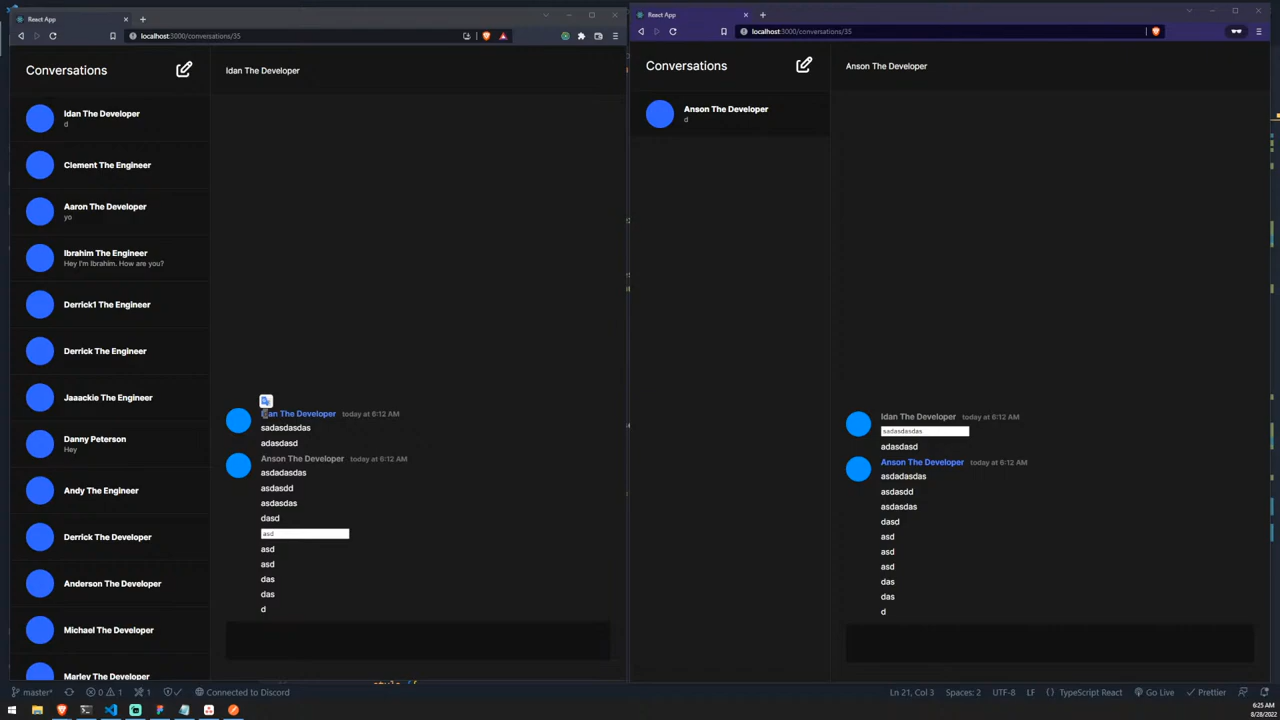 React App
localhost:3000/conversations/35
Conversations
Idan The Developer
Idan The Developer
d
Clement The Engineer
Aaron The Developer
yo
Ibrahim The Engineer
Hey I'm Ibrahim. How are you?
Derrick1 The Engineer
Derrick The Engineer
Jaaackie The Developer
Danny Peterson
Hey
Andy The Engineer
Derrick The Developer
Anderson The Developer
Michael The Developer
Marley The Developer
Idan The Developer today at 6:12 AM
sadasdasdas
adasdasd
Anson The Developer today at 6:12 AM
asdadasdas
asdasdd
asdasdas
dasd
asd
asd
asd
das
das
d
React App
localhost:3000/conversations/35
Conversations
Anson The Developer
Anson The Developer
d
Idan The Developer today at 6:12 AM
sadasdasdas
adasdasd
Anson The Developer today at 6:12 AM
asdadasdas
asdasdd
asdasdas
dasd
asd
asd
asd
das
das
d
master* 0 1 1 Connected to Discord Ln 21, Col 3 Spaces: 2 UTF-8 LF TypeScript React Go Live Prettier
6:25 AM
8/28/2022